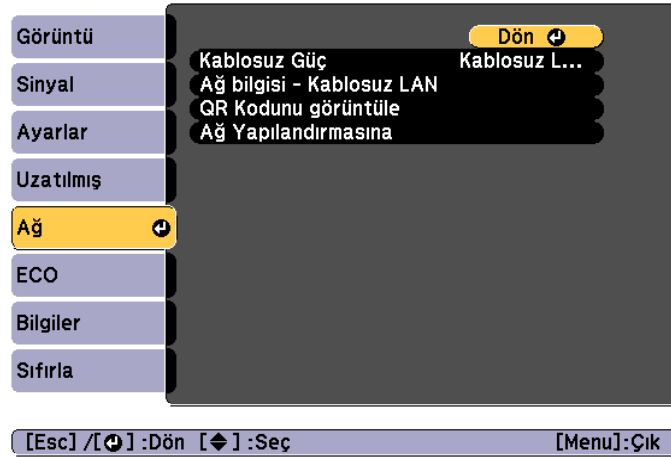 Görüntü
Sinyal
Ayarlar
Uzatılmış
Ağ
ECO
Bilgiler
Sıfırla
Dön
Kablosuz Güç Kablosuz L...
Ağ bilgisi - Kablosuz LAN
QR Kodunu görüntüle
Ağ Yapılandırmasına
[Esc] /[ ] :Dön [ ] :Seç [Menu]:Çık